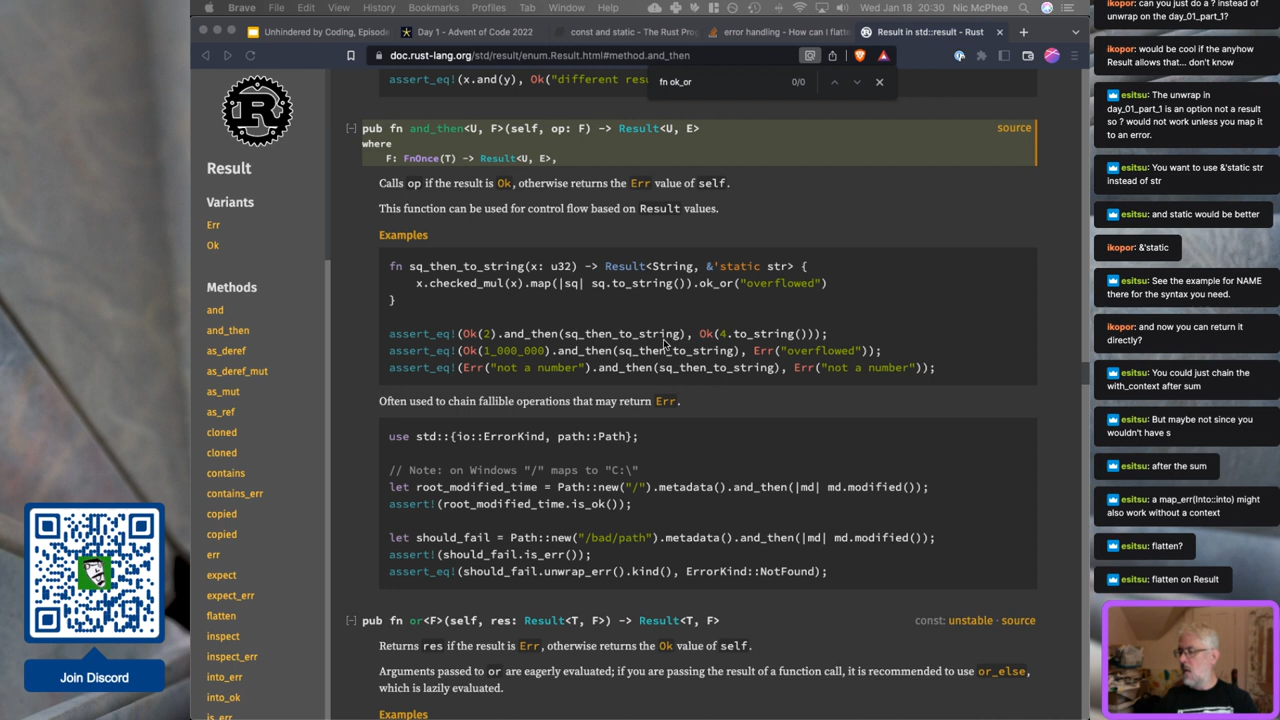 Brave File Edit View History Bookmarks Profiles Tab Window Help Wed Jan 18 20:30 Nic McPhee
Unhindered by Coding, Episode
Day 1 - Advent of Code 2022
const and static - The Rust Pro
error handling - How can I flatt
Result in std::result - Rust
doc.rust-lang.org/std/result/enum.Result.html#method.and_then
fn ok_or 0/0
Result
Variants
Err
Ok
Methods
and
and_then
as_deref
as_deref_mut
as_mut
as_ref
cloned
cloned
contains
contains_err
copied
copied
err
expect
expect_err
flatten
inspect
inspect_err
into_err
into_ok
is_err
assert_eq!(x.and(y), Ok("different resu
[-] pub fn and_then<U, F>(self, op: F) -> Result<U, E> source
where
F: FnOnce(T) -> Result<U, E>,
Calls op if the result is Ok, otherwise returns the Err value of self.
This function can be used for control flow based on Result values.
Examples
fn sq_then_to_string(x: u32) -> Result<String, &'static str> {
x.checked_mul(x).map(|sq| sq.to_string()).ok_or("overflowed")
}
assert_eq!(Ok(2).and_then(sq_then_to_string), Ok(4.to_string()));
assert_eq!(Ok(1_000_000).and_then(sq_then_to_string), Err("overflowed"));
assert_eq!(Err("not a number").and_then(sq_then_to_string), Err("not a number"));
Often used to chain fallible operations that may return Err.
use std::{io::ErrorKind, path::Path};
// Note: on Windows "/" maps to "C:\"
let root_modified_time = Path::new("/").metadata().and_then(|md| md.modified());
assert!(root_modified_time.is_ok());
let should_fail = Path::new("/bad/path").metadata().and_then(|md| md.modified());
assert!(should_fail.is_err());
assert_eq!(should_fail.unwrap_err().kind(), ErrorKind::NotFound);
[-] pub fn or<F>(self, res: Result<T, F>) -> Result<T, F> const: unstable · source
Returns res if the result is Err, otherwise returns the Ok value of self.
Arguments passed to or are eagerly evaluated; if you are passing the result of a function call, it is recommended to use or_else,
which is lazily evaluated.
Examples
ikopor: can you just do a ? instead of
unwrap on the day_01_part_1?
ikopor: would be cool if the anyhow
Result allows that... don't know
esitsu: The unwrap in
day_01_part_1 is an option not a result
so ? would not work unless you map it
to an error.
esitsu: You want to use &'static str
instead of str
esitsu: and static would be better
ikopor: &'static
esitsu: See the example for NAME
there for the syntax you need.
ikopor: and now you can return it
directly?
esitsu: You could just chain the
with_context after sum
esitsu: But maybe not since you
wouldn't have s
esitsu: after the sum
esitsu: a map_err(Into::into) might
also work without a context
esitsu: flatten?
esitsu: flatten on Result
Join Discord